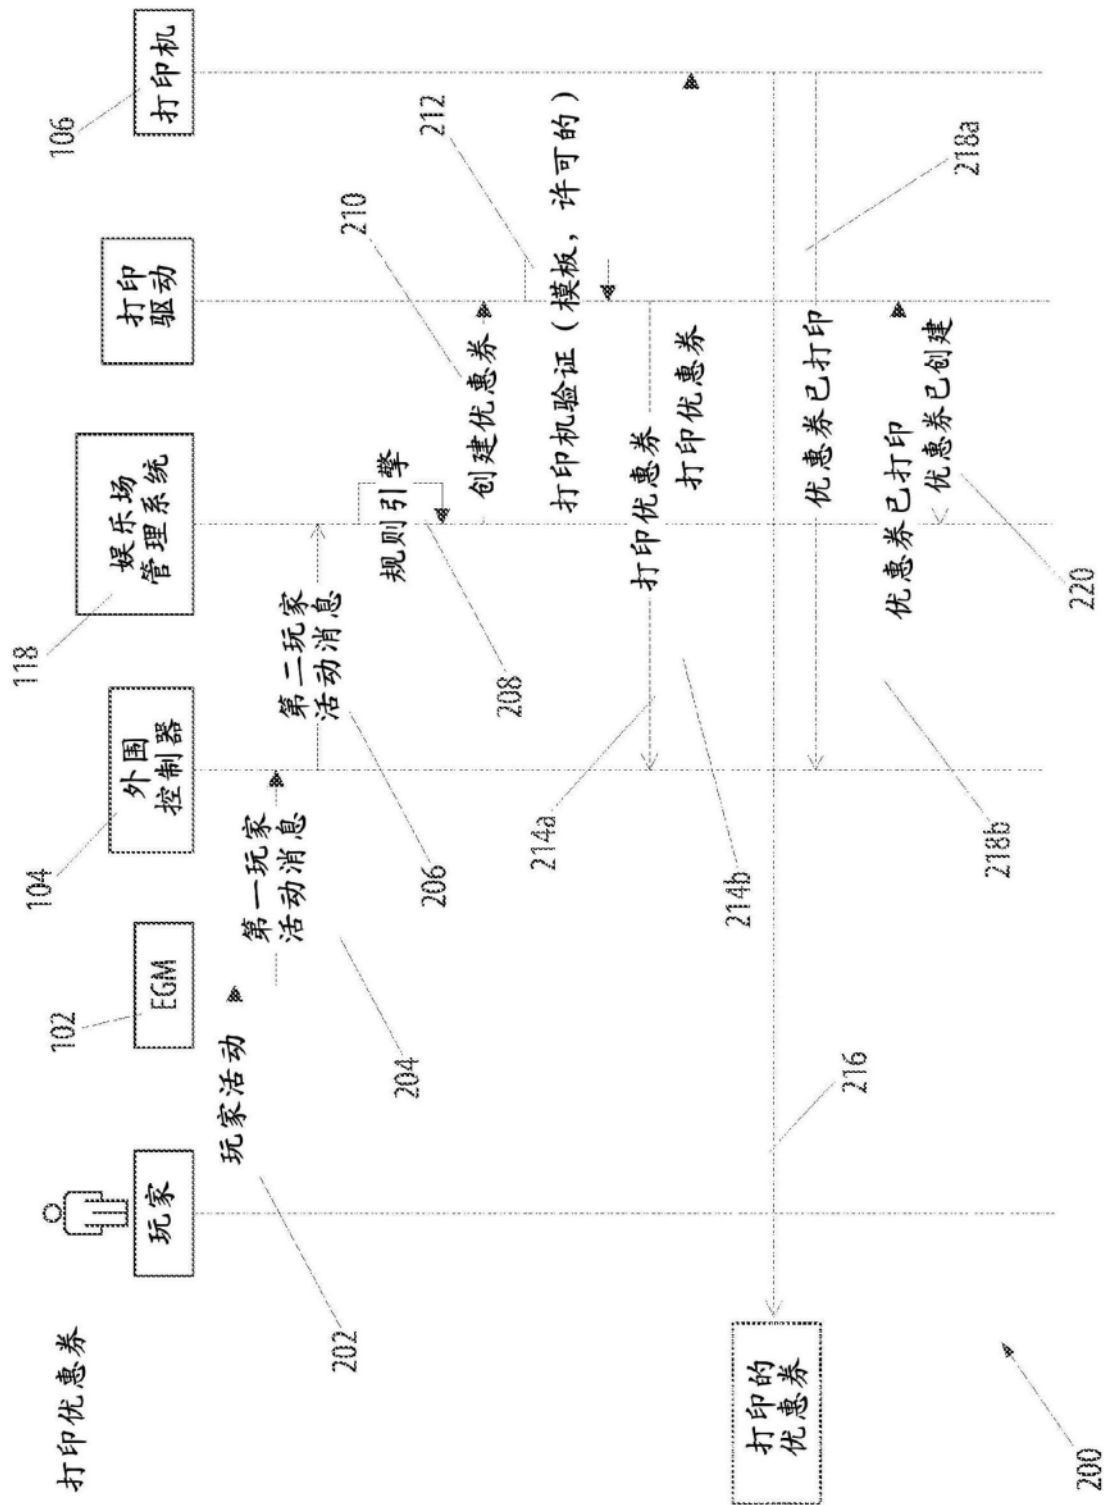 打印优惠券
玩家
102
EGM
104
外围
控制器
118
娱乐场
管理系统
打印
驱动
106
打印机
202
玩家活动
204
第一玩家
活动消息
206
第二玩家
活动消息
208
规则引擎
210
创建优惠券
212
打印机验证（模板，许可的）
214a
打印优惠券
214b
打印优惠券
打印的
优惠券
216
优惠券已打印
218a
218b
优惠券已打印
优惠券已创建
220
200